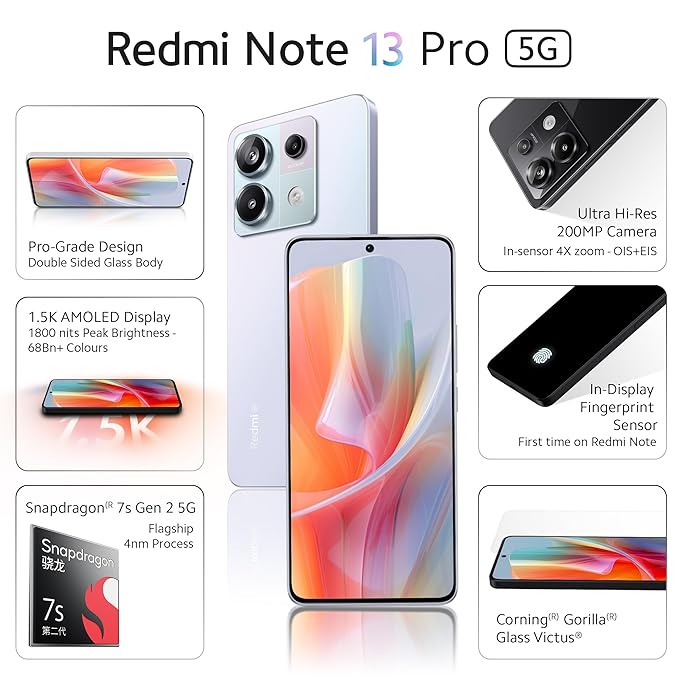 Redmi Note 13 Pro 5G
Pro-Grade Design
Double Sided Glass Body
1.5K AMOLED Display
1800 nits Peak Brightness -
68Bn+ Colours
1.5K
Snapdragon(R 7s Gen 2 5G
Flagship
4nm Process
Snapdragon
骁龙
7s
第二代
Redmi
Ultra Hi-Res
200MP Camera
In-sensor 4X zoom - OIS+EIS
In-Display
Fingerprint
Sensor
First time on Redmi Note
Corning(R) Gorilla(R)
Glass Victus®